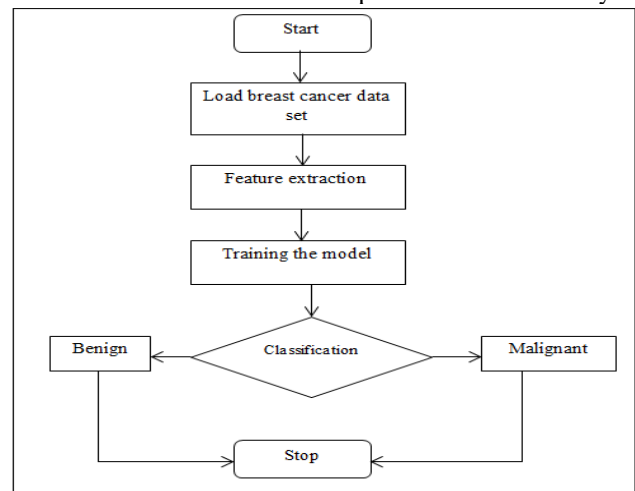 Start
Load breast cancer data
set
Feature extraction
Training the model
Benign
Classification
Malignant
Stop